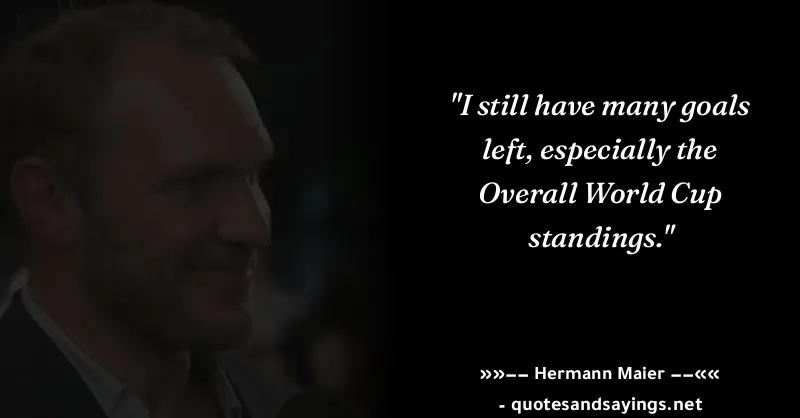 "I still have many goals
left, especially the
Overall World Cup
standings."
»»—— Hermann Maier ——««
- quotesandsayings.net